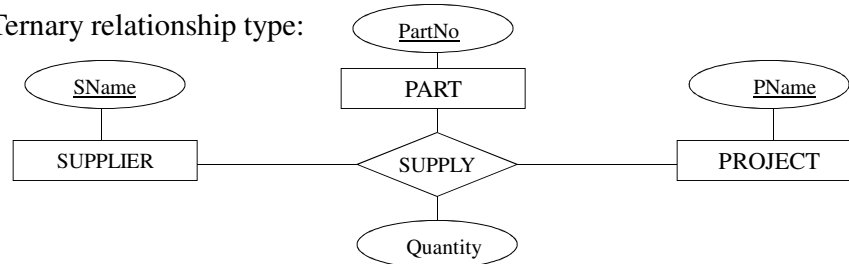 Ternary relationship type:
PartNo
SName
PART
PName
SUPPLIER
SUPPLY
PROJECT
Quantity